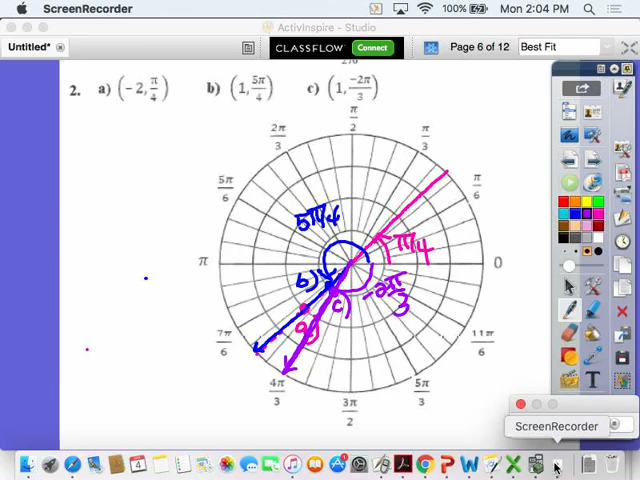 ScreenRecorder
100%
Mon 2:04 PM
ActivInspire - Studio
Untitled*
CLASSFLOW Connect
Page 6 of 12
Best Fit
2. a) (-2, π/4) b) (1, 5π/4) c) (1, -2π/3)
π/2
2π/3
π/3
5π/6
π/6
5π/4
π/4
π
0
b)
c)
-2π/3
a)
7π/6
11π/6
4π/3
5π/3
3π/2
ScreenRecorder